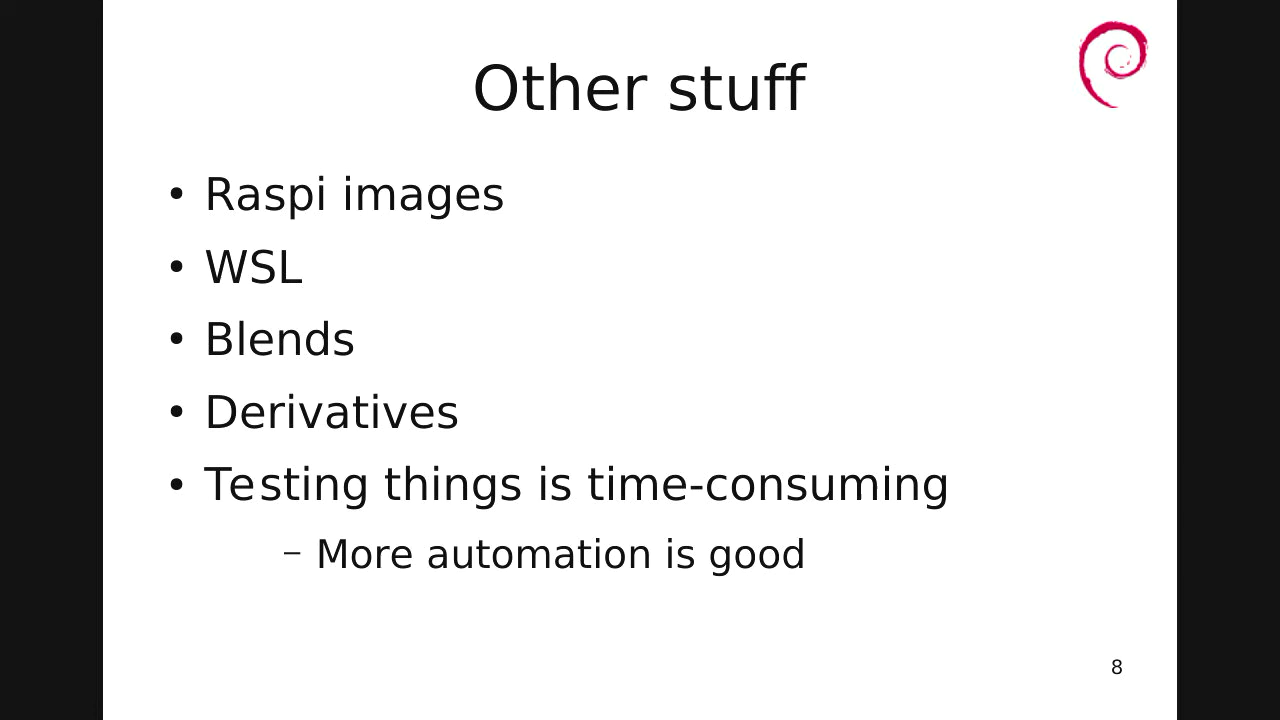 Other stuff
• Raspi images
• WSL
• Blends
• Derivatives
• Testing things is time-consuming
– More automation is good
8